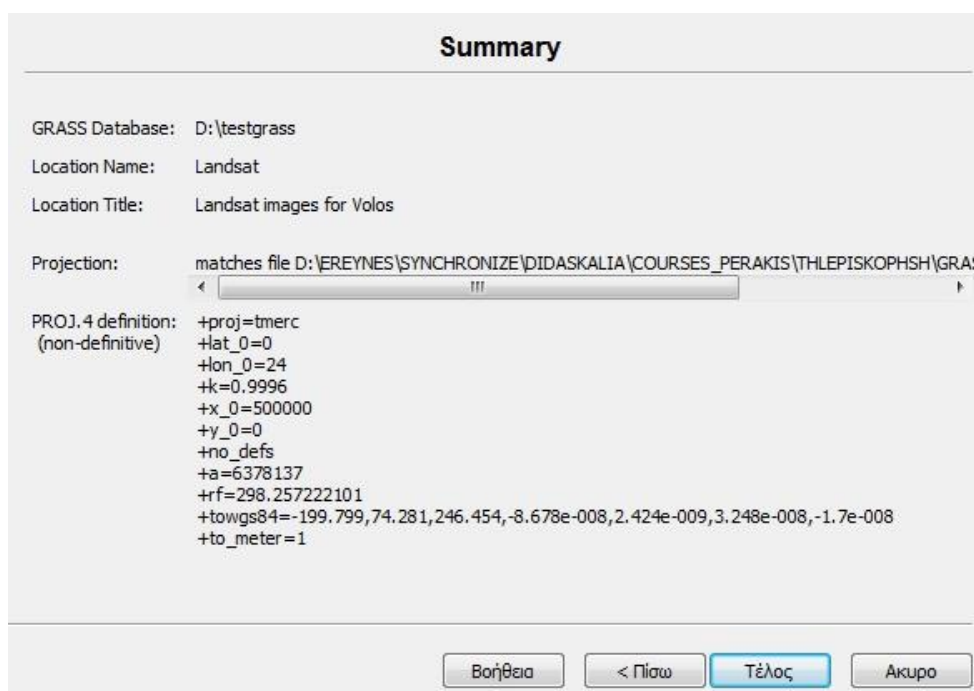 Summary
GRASS Database: D:\testgrass
Location Name: Landsat
Location Title: Landsat images for Volos
Projection: matches file D:\EREYNES\SYNCHRONIZE\DIDASKALIA\COURSES_PERAKIS\THLEPISKOPHSH\GRAS
PROJ.4 definition: +proj=tmerc
(non-definitive) +lat_0=0
+lon_0=24
+k=0.9996
+x_0=500000
+y_0=0
+no_defs
+a=6378137
+rf=298.257222101
+towgs84=-199.799,74.281,246.454,-8.678e-008,2.424e-009,3.248e-008,-1.7e-008
+to_meter=1
Βοήθεια < Πίσω Τέλος Ακυρο